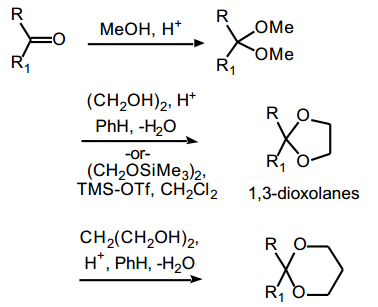 R
O
R₁
MeOH, H⁺
R
OMe
OMe
R₁
(CH₂OH)₂, H⁺
PhH, -H₂O
-or-
(CH₂OSiMe₃)₂,
TMS-OTf, CH₂Cl₂
R
O
R₁
O
1,3-dioxolanes
CH₂(CH₂OH)₂,
H⁺, PhH, -H₂O
R
O
R₁
O